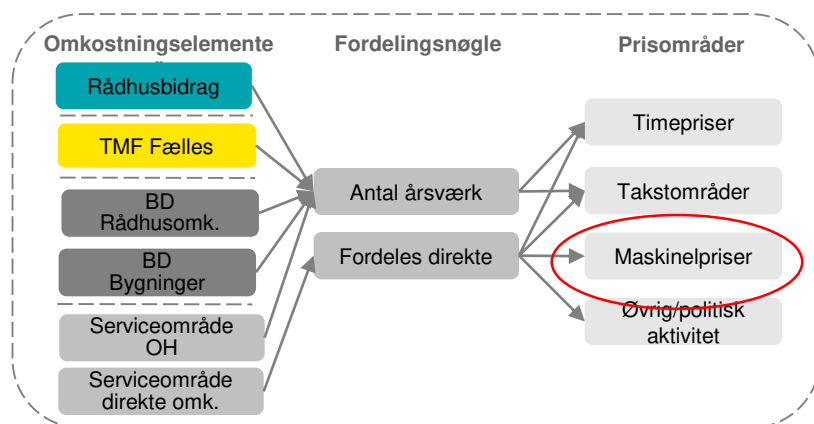 Omkostningselemente
Fordelingsnøgle
Prisområder
Rådhusbidrag
TMF Fælles
BD
Rådhusomk.
BD
Bygninger
Serviceområde
OH
Serviceområde
direkte omk.
Antal årsværk
Fordeles direkte
Timepriser
Takstområder
Maskinelpriser
Øvrig/politisk
aktivitet